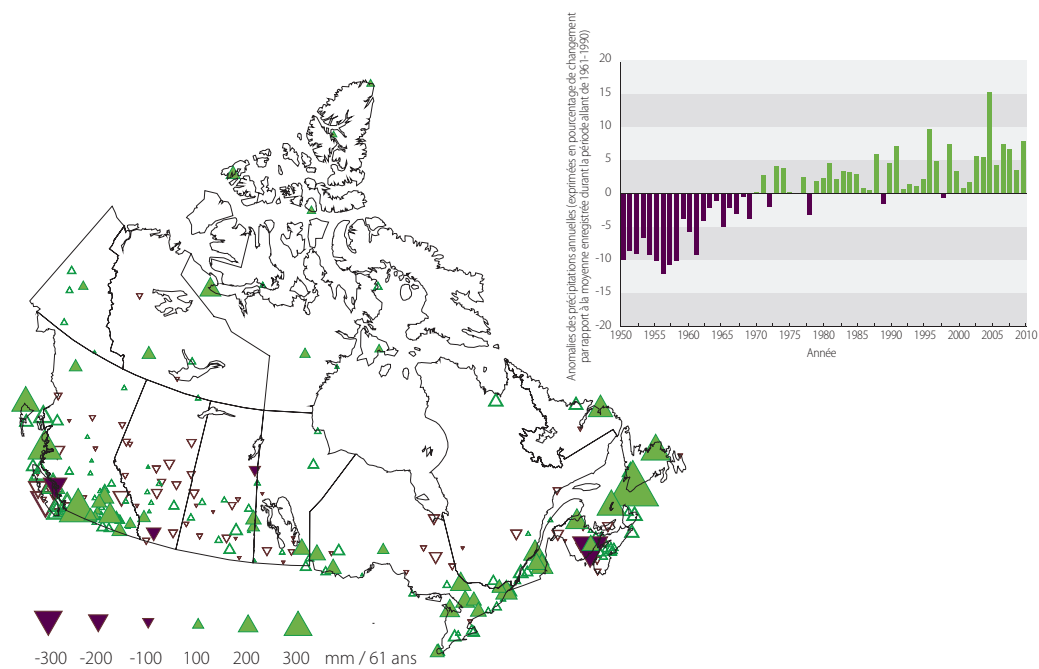 Anomalies des précipitations annuelles (exprimées en pourcentage de changement
par rapport à la moyenne enregistrée durant la période allant de 1961-1990)
20
15
10
5
0
-5
-10
-15
-20
1950 1955 1960 1965 1970 1975 1980 1985 1990 1995 2000 2005 2010
Année
-300 -200 -100 100 200 300 mm / 61 ans